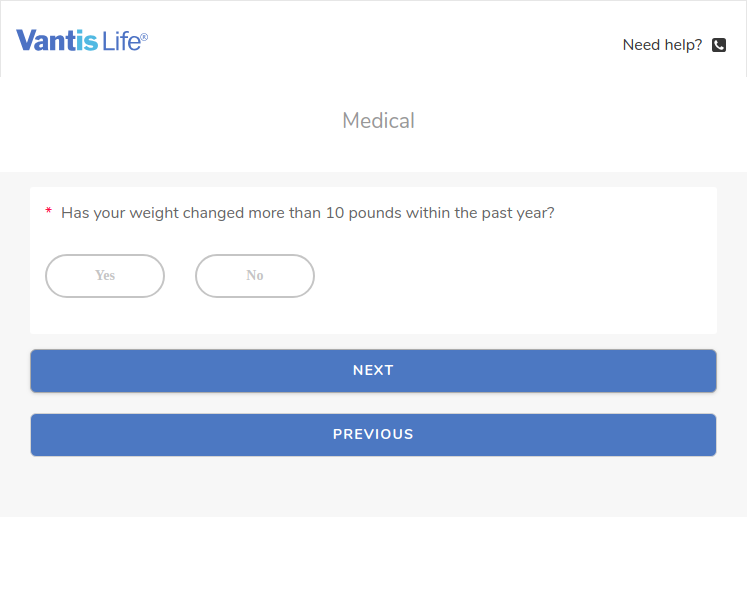 Vantis Life®
Need help?
Medical
* Has your weight changed more than 10 pounds within the past year?
Yes No
NEXT
PREVIOUS